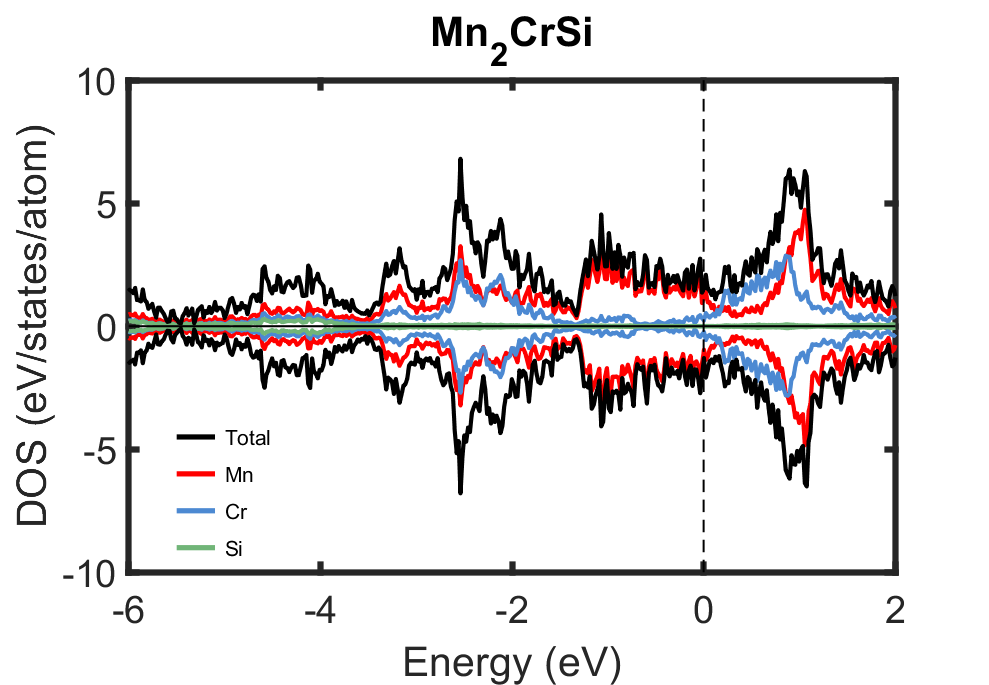 Mn₂CrSi
10
5
0
-5
-10
DOS (eV/states/atom)
Total
Mn
Cr
Si
-6 -4 -2 0 2
Energy (eV)